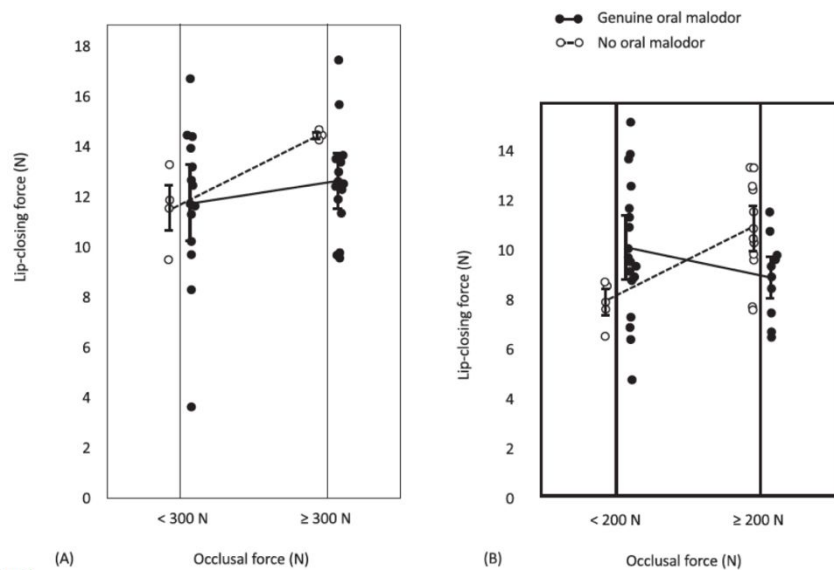 Genuine oral malodor
No oral malodor
18
16
14
12
10
8
6
4
2
0
Lip-closing force (N)
< 300 N
≥ 300 N
(A)
Occlusal force (N)
14
12
10
8
6
4
2
0
Lip-closing force (N)
< 200 N
≥ 200 N
(B)
Occlusal force (N)